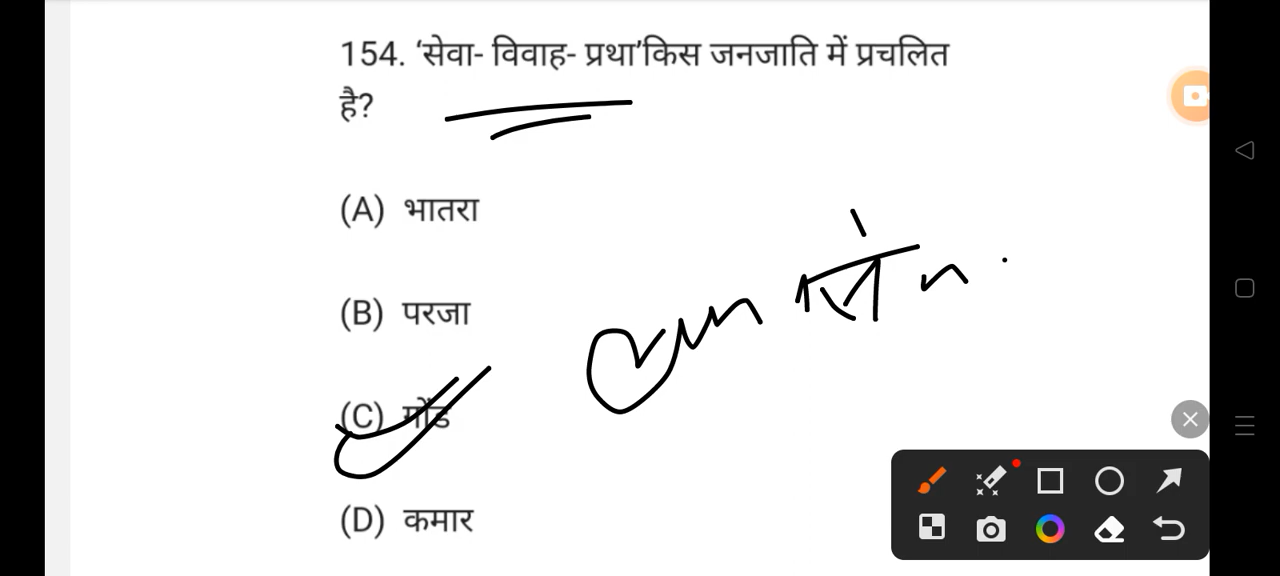 154. ‘सेवा- विवाह- प्रथा’किस जनजाति में प्रचलित
है?
(A) भातरा
(B) परजा
(C) गोंड
(D) कमार